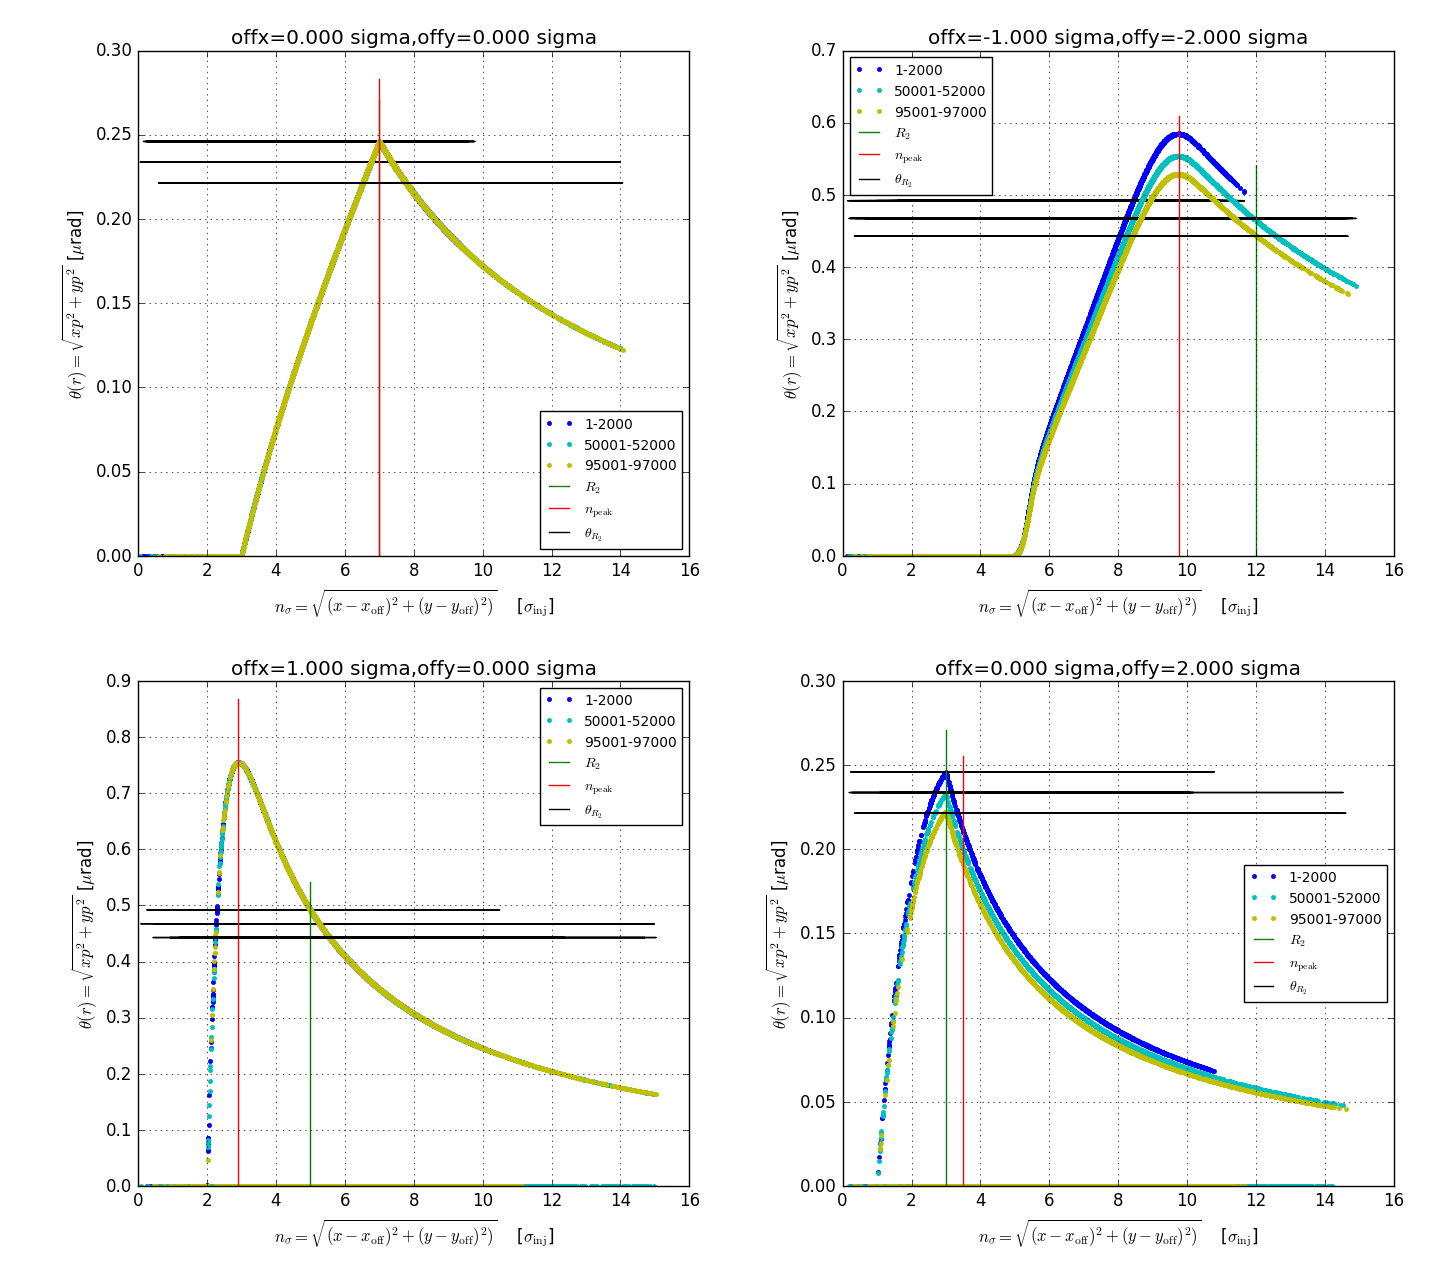 offx=0.000 sigma,offy=0.000 sigma
0.30
0.25
0.20
0.15
0.10
0.05
0.00
θ(r) = √xp² + yp² [μrad]
1-2000
50001-52000
95001-97000
R₂
n_peak
θ_R₂
0 2 4 6 8 10 12 14 16
n_σ = √(x − x_off)² + (y − y_off)²) [σ_inj]
offx=-1.000 sigma,offy=-2.000 sigma
0.7
0.6
0.5
0.4
0.3
0.2
0.1
0.0
θ(r) = √xp² + yp² [μrad]
1-2000
50001-52000
95001-97000
R₂
n_peak
θ_R₂
0 2 4 6 8 10 12 14 16
n_σ = √(x − x_off)² + (y − y_off)²) [σ_inj]
offx=1.000 sigma,offy=0.000 sigma
0.9
0.8
0.7
0.6
0.5
0.4
0.3
0.2
0.1
0.0
θ(r) = √xp² + yp² [μrad]
1-2000
50001-52000
95001-97000
R₂
n_peak
θ_R₂
0 2 4 6 8 10 12 14 16
n_σ = √(x − x_off)² + (y − y_off)²) [σ_inj]
offx=0.000 sigma,offy=2.000 sigma
0.30
0.25
0.20
0.15
0.10
0.05
0.00
θ(r) = √xp² + yp² [μrad]
1-2000
50001-52000
95001-97000
R₂
n_peak
θ_R₂
0 2 4 6 8 10 12 14 16
n_σ = √(x − x_off)² + (y − y_off)²) [σ_inj]